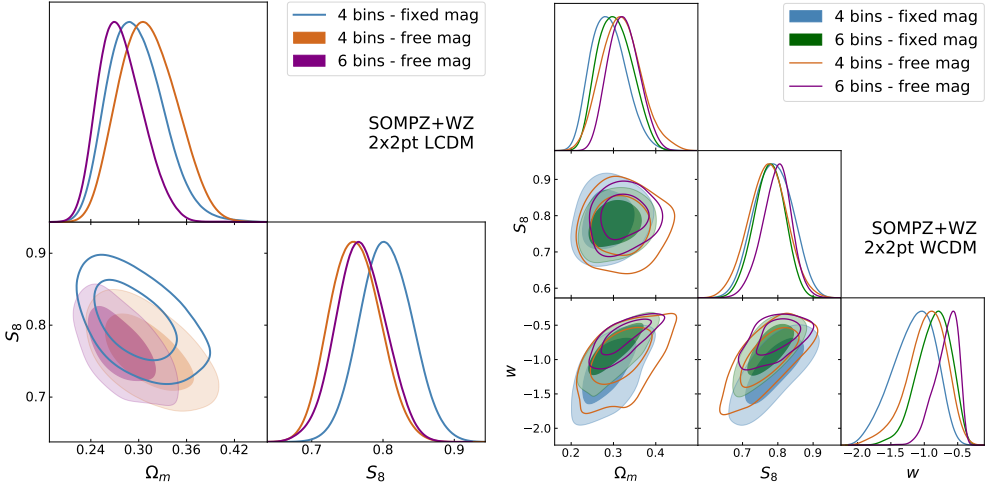 4 bins - fixed mag
4 bins - free mag
6 bins - free mag
SOMPZ+WZ
2x2pt LCDM
S8
0.9
0.8
0.7
0.24 0.30 0.36 0.42
Ωm
0.7 0.8 0.9
S8
4 bins - fixed mag
6 bins - fixed mag
4 bins - free mag
6 bins - free mag
SOMPZ+WZ
2x2pt WCDM
S8
0.9
0.8
0.7
0.6
w
−0.5
−1.0
−1.5
−2.0
0.2 0.3 0.4
Ωm
0.6 0.7 0.8 0.9
S8
−2.0 −1.5 −1.0 −0.5
w